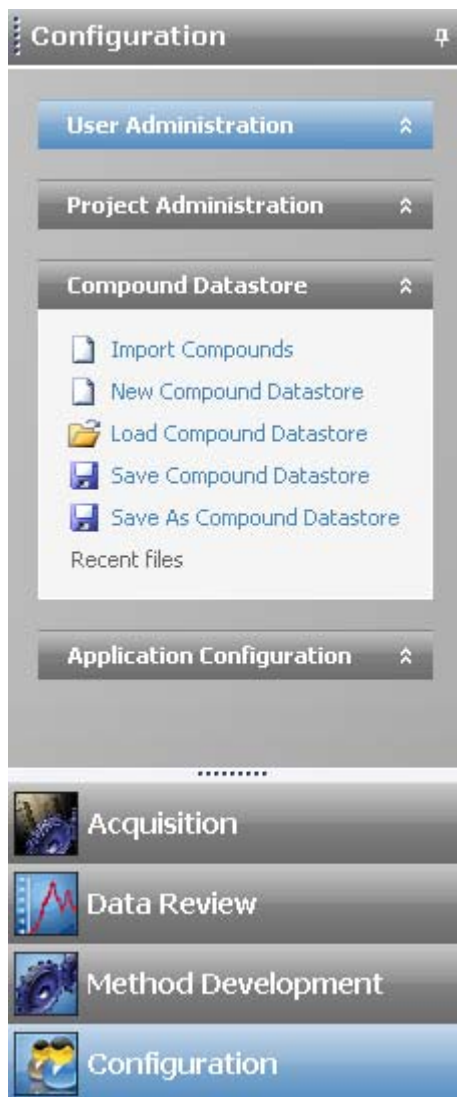 Configuration
User Administration
Project Administration
Compound Datastore
Import Compounds
New Compound Datastore
Load Compound Datastore
Save Compound Datastore
Save As Compound Datastore
Recent files
Application Configuration
Acquisition
Data Review
Method Development
Configuration